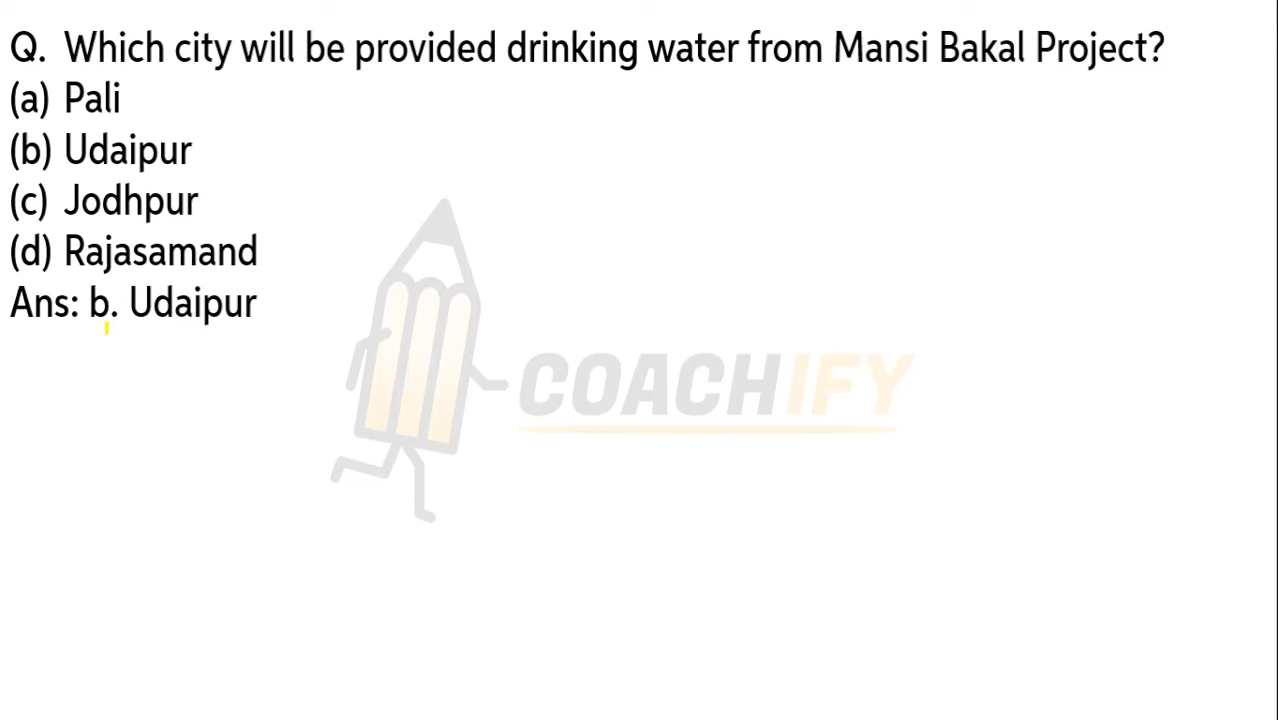 Q. Which city will be provided drinking water from Mansi Bakal Project?
(a) Pali
(b) Udaipur
(c) Jodhpur
(d) Rajasamand
Ans: b. Udaipur
COACHIFY